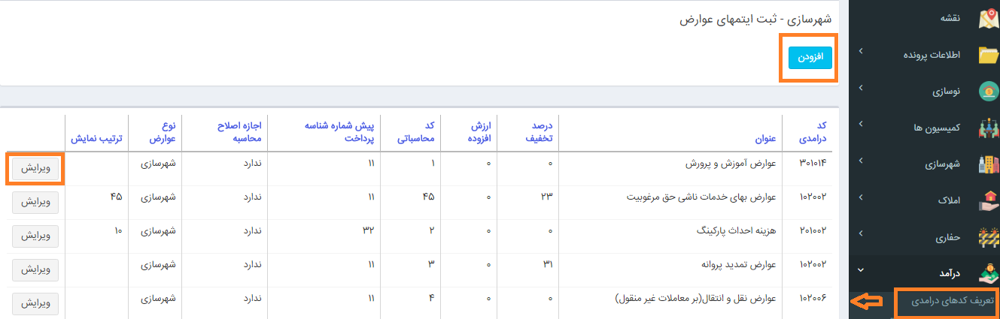 شهرسازی - ثبت ایتمهای عوارض
افزودن
کد درامدی عنوان درصد تخفیف ارزش افزوده کد محاسباتی پیش شماره شناسه پرداخت اجازه اصلاح محاسبه نوع عوارض ترتیب نمایش
۳۰۱۰۱۴ عوارض آموزش و پرورش ۰ ۰ ۱ ۱۱ ندارد شهرسازی ویرایش
۱۰۲۰۰۲ عوارض بهای خدمات ناشی حق مرغوبیت ۲۳ ۰ ۴۵ ۱۱ ندارد شهرسازی ۴۵ ویرایش
۲۰۱۰۰۲ هزینه احداث پارکینگ ۰ ۰ ۲ ۳۲ ندارد شهرسازی ۱۰ ویرایش
۱۰۲۰۰۲ عوارض تمدید پروانه ۳۱ ۰ ۳ ۱۱ ندارد شهرسازی ویرایش
۱۰۲۰۰۶ عوارض نقل و انتقال(بر معاملات غیر منقول) ۰ ۰ ۴ ۱۱ ندارد شهرسازی ویرایش
نقشه
اطلاعات پرونده
نوسازی
کمیسیون ها
شهرسازی
املاک
حفاری
درآمد
تعریف کدهای درامدی